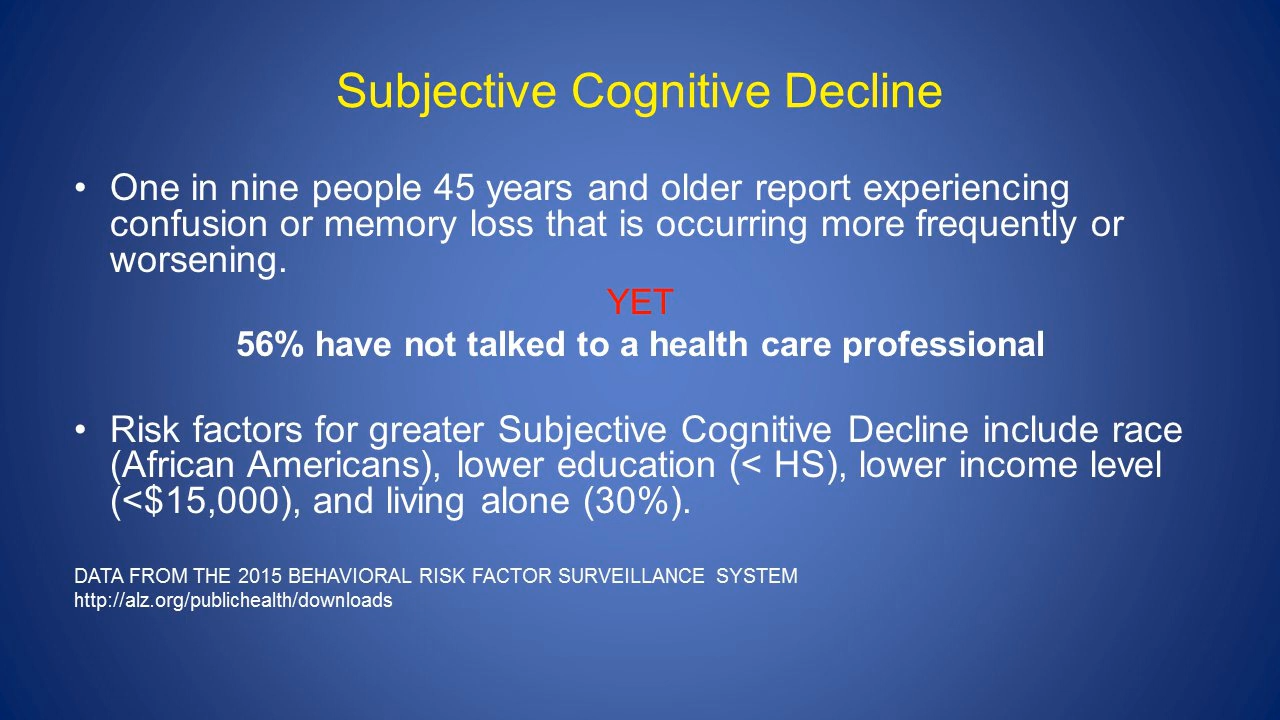 Subjective Cognitive Decline
• One in nine people 45 years and older report experiencing
confusion or memory loss that is occurring more frequently or
worsening.
YET
56% have not talked to a health care professional
• Risk factors for greater Subjective Cognitive Decline include race
(African Americans), lower education (< HS), lower income level
(<$15,000), and living alone (30%).
DATA FROM THE 2015 BEHAVIORAL RISK FACTOR SURVEILLANCE SYSTEM
http://alz.org/publichealth/downloads